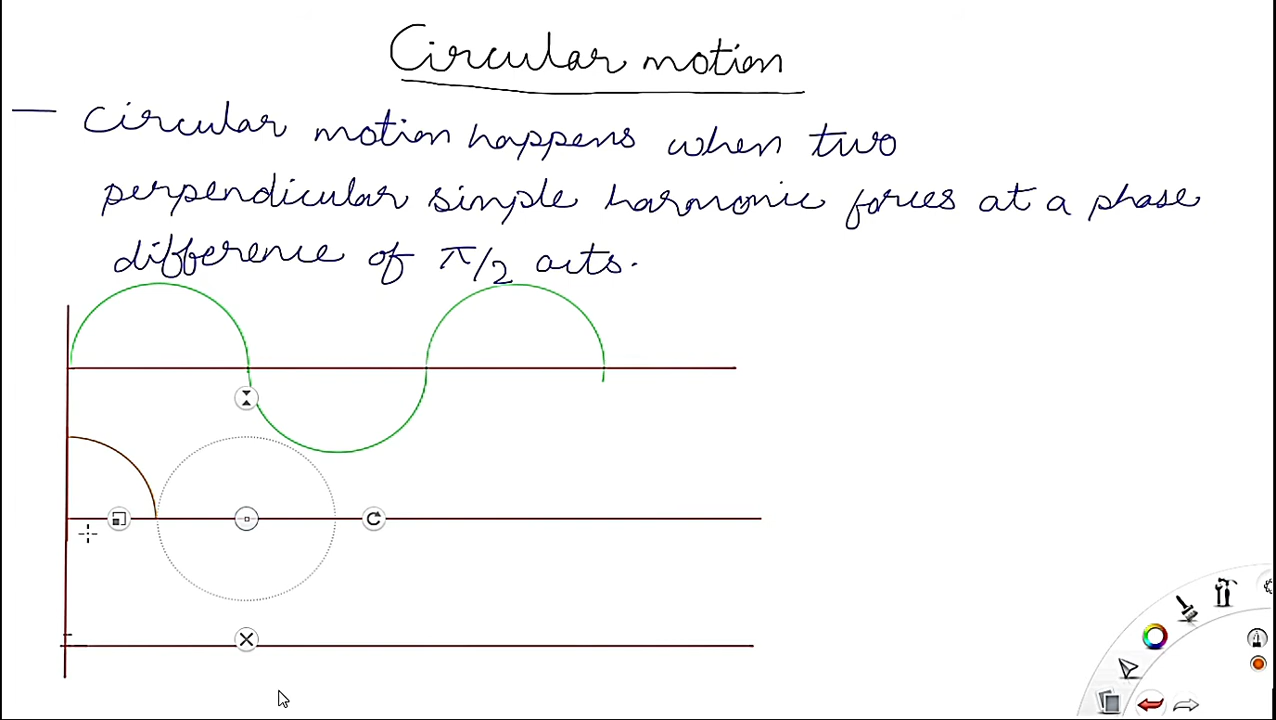 Circular motion
— circular motion happens when two
perpendicular simple harmonic forces at a phase
difference of π/2 acts.